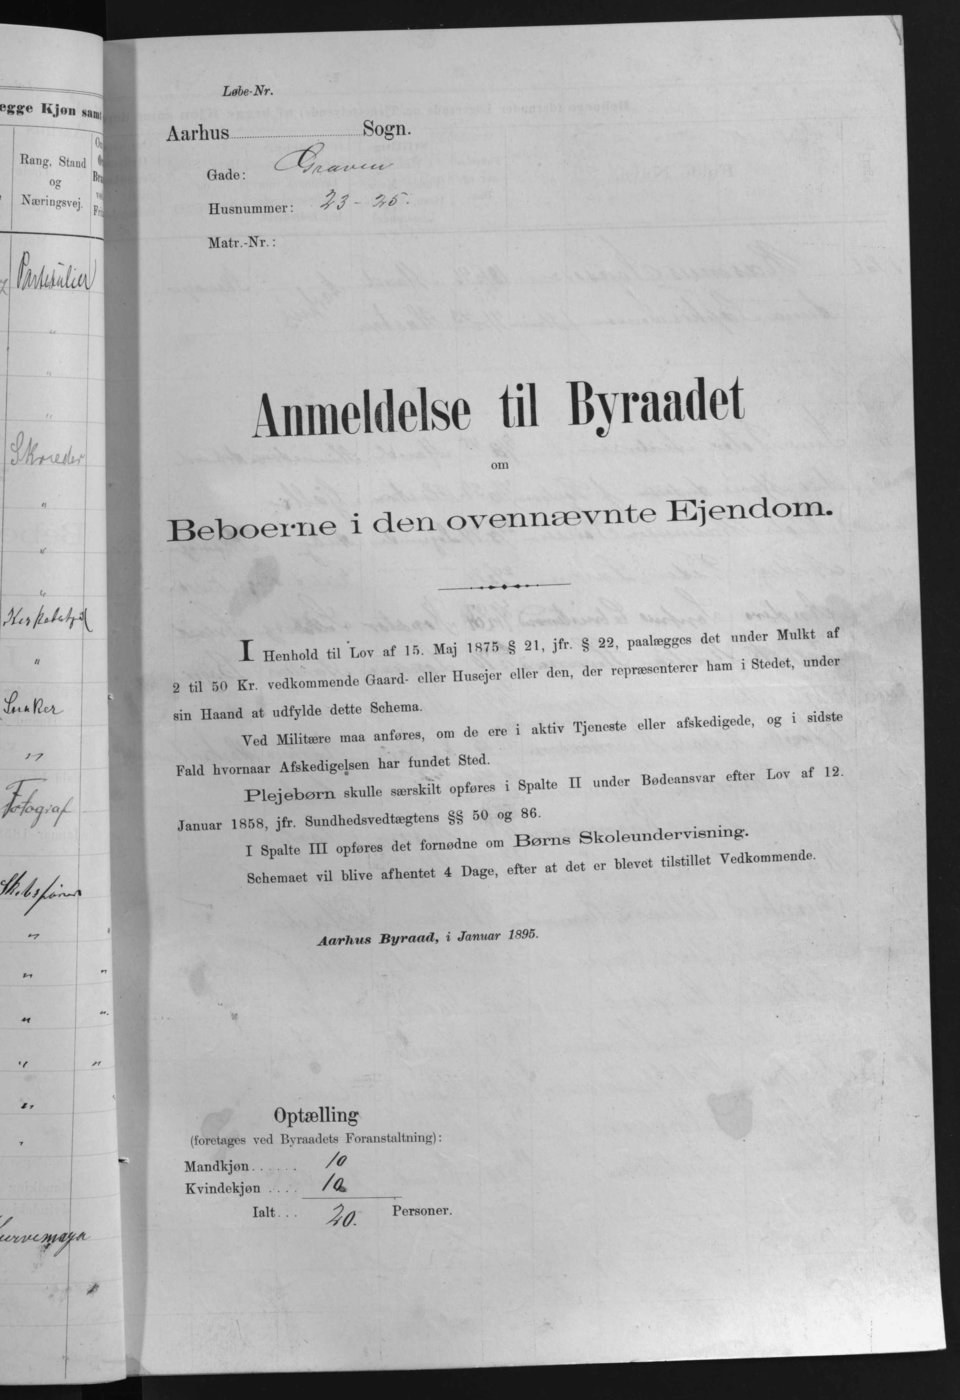 egge Kjøn samt
Rang, Stand
og
Næringsvej.
Partikulier
"
"
"
Skræder
"
"
"
"
Snæker
"
Fotograf
Skibsfører
"
"
"
"
"
"
"
"
"
Løbe-Nr.
Aarhus Sogn.
Gade: Graven
Husnummer: 23 - 25.
Matr.-Nr.:
Anmeldelse til Byraadet
om
Beboerne i den ovennævnte Ejendom.
I Henhold til Lov af 15. Maj 1875 § 21, jfr. § 22, paalægges det under Mulkt af
2 til 50 Kr. vedkommende Gaard- eller Husejer eller den, der repræsenterer ham i Stedet, under
sin Haand at udfylde dette Schema.
Ved Militære maa anføres, om de ere i aktiv Tjeneste eller afskedigede, og i sidste
Fald hvornaar Afskedigelsen har fundet Sted.
Plejebørn skulle særskilt opføres i Spalte II under Bødeansvar efter Lov af 12.
Januar 1858, jfr. Sundhedsvedtægtens §§ 50 og 86.
I Spalte III opføres det fornødne om Børns Skoleundervisning.
Schemaet vil blive afhentet 4 Dage, efter at det er blevet tilstillet Vedkommende.
Aarhus Byraad, i Januar 1895.
Optælling
(foretages ved Byraadets Foranstaltning):
Mandkjøn...... 10
Kvindekjøn .... 10
Ialt... 20. Personer.